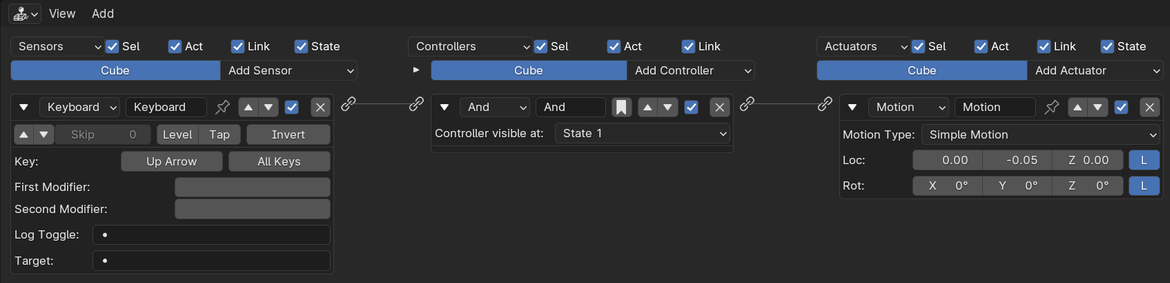 View Add
Sensors Sel Act Link State Controllers Sel Act Link Actuators Sel Act Link State
Cube Add Sensor Cube Add Controller Cube Add Actuator
Keyboard Keyboard And And Motion Motion
Skip 0 Level Tap Invert Controller visible at: State 1 Motion Type: Simple Motion
Key: Up Arrow All Keys Loc: 0.00 -0.05 Z 0.00 L
First Modifier: Rot: X 0° Y 0° Z 0° L
Second Modifier:
Log Toggle:
Target: